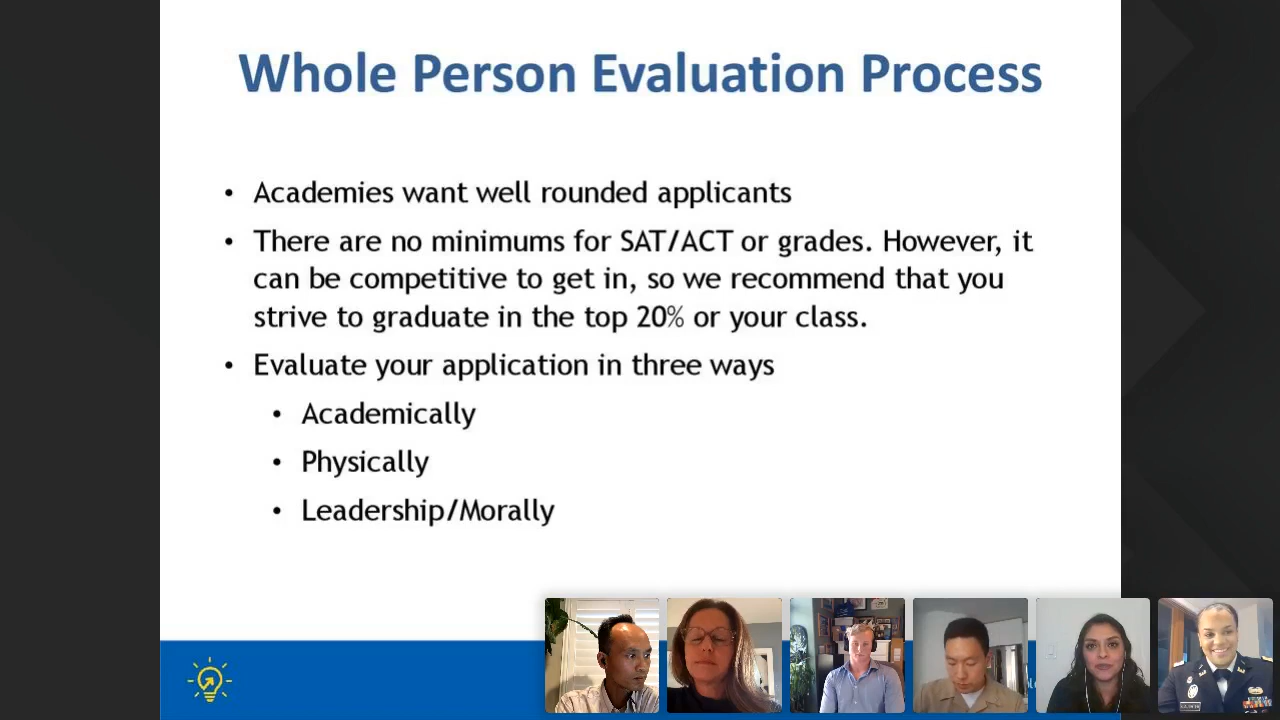 Whole Person Evaluation Process
• Academies want well rounded applicants
• There are no minimums for SAT/ACT or grades. However, it
can be competitive to get in, so we recommend that you
strive to graduate in the top 20% or your class.
• Evaluate your application in three ways
• Academically
• Physically
• Leadership/Morally